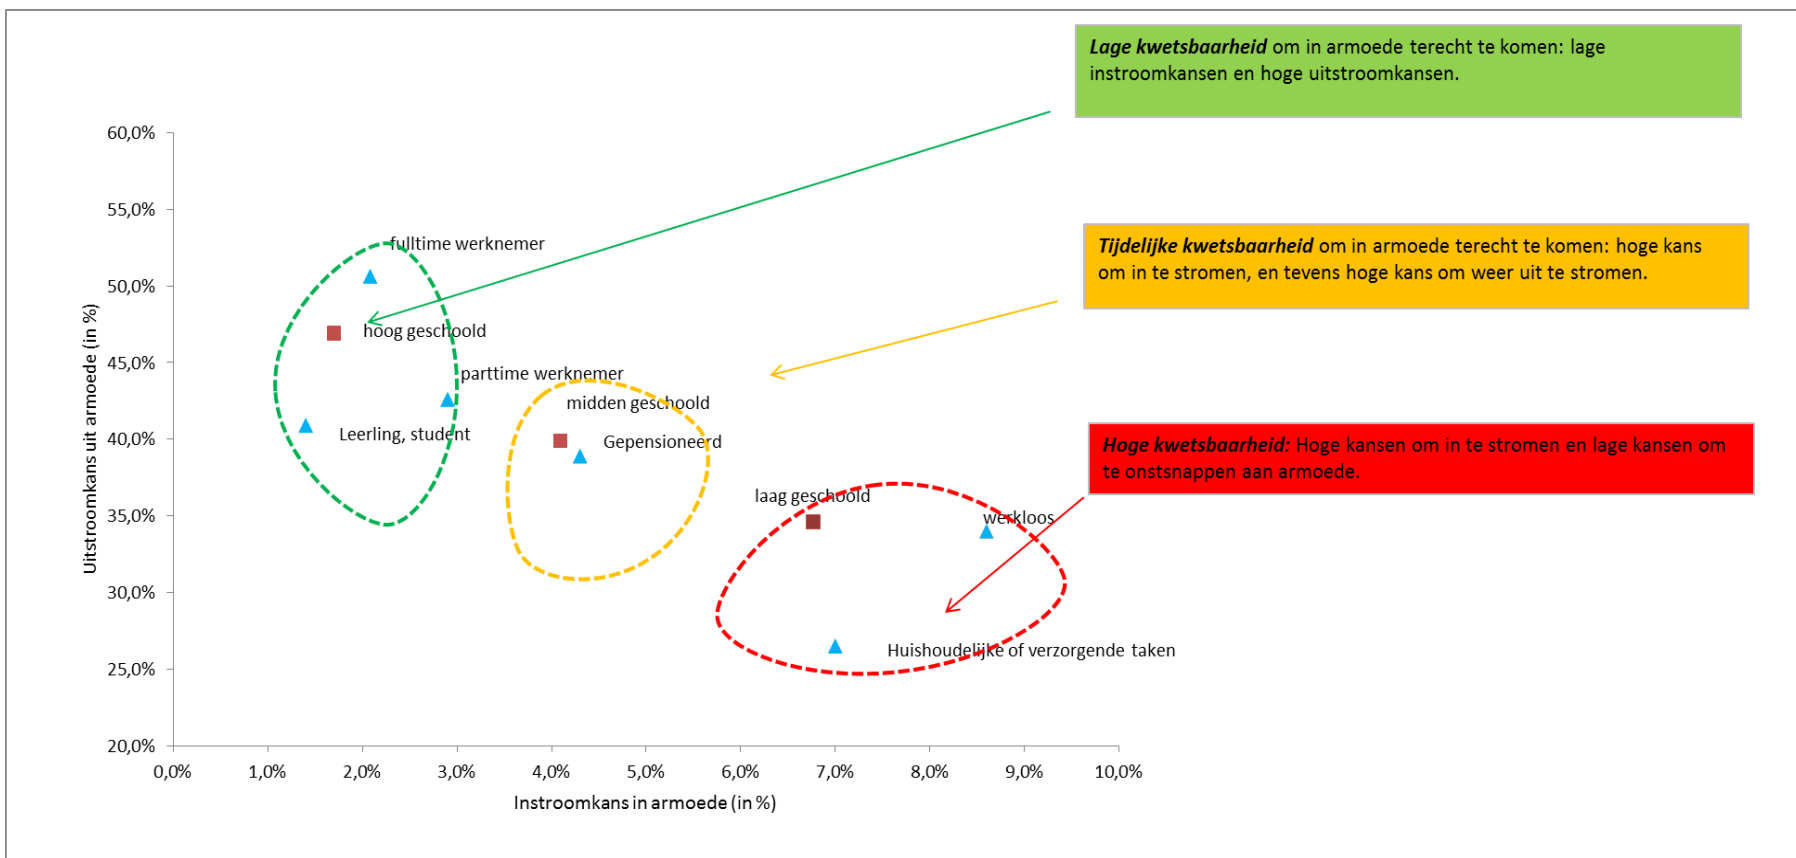 Lage kwetsbaarheid om in armoede terecht te komen: lage
instroomkansen en hoge uitstroomkansen.
Tijdelijke kwetsbaarheid om in armoede terecht te komen: hoge kans
om in te stromen, en tevens hoge kans om weer uit te stromen.
Hoge kwetsbaarheid: Hoge kansen om in te stromen en lage kansen om
te onstsnappen aan armoede.
Uitstroomkans uit armoede (in %)
60,0%
55,0%
50,0%
45,0%
40,0%
35,0%
30,0%
25,0%
20,0%
fulltime werknemer
hoog geschoold
parttime werknemer
midden geschoold
Leerling, student
Gepensioneerd
laag geschoold
werkloos
Huishoudelijke of verzorgende taken
0,0%
1,0%
2,0%
3,0%
4,0%
5,0%
6,0%
7,0%
8,0%
9,0%
10,0%
Instroomkans in armoede (in %)